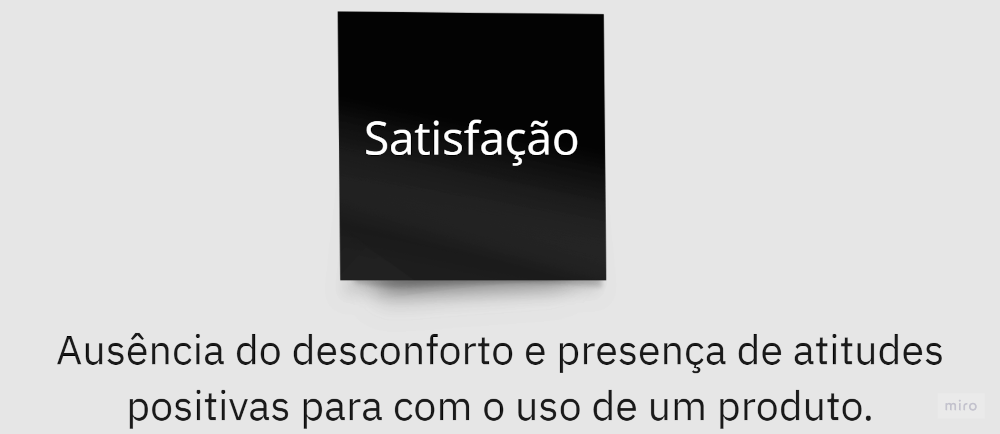 Satisfação
Ausência do desconforto e presença de atitudes
positivas para com o uso de um produto.
miro